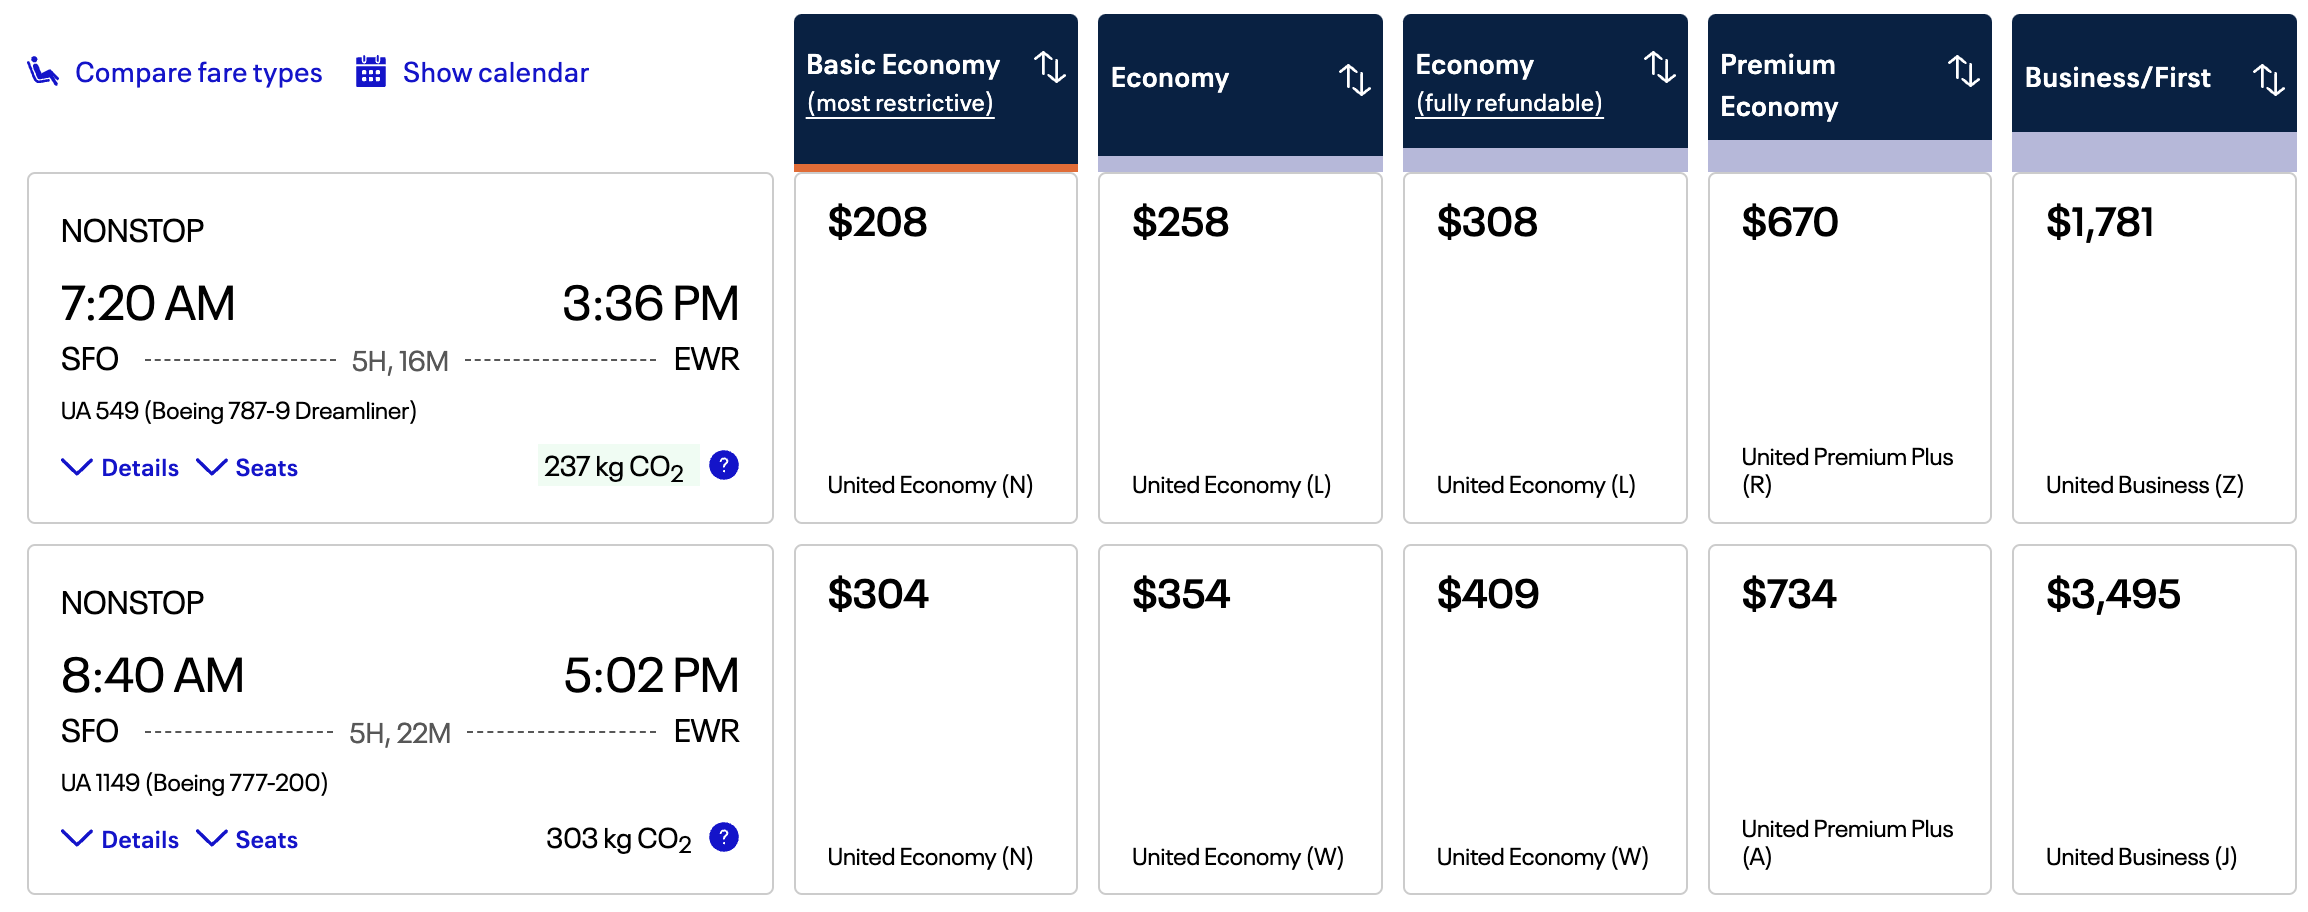 Compare fare types
Show calendar
Basic Economy
(most restrictive)
Economy
Economy
(fully refundable)
Premium
Economy
Business/First
NONSTOP
7:20 AM
3:36 PM
SFO
5H, 16M
EWR
UA 549 (Boeing 787-9 Dreamliner)
Details
Seats
237 kg CO2
?
$208
United Economy (N)
$258
United Economy (L)
$308
United Economy (L)
$670
United Premium Plus
(R)
$1,781
United Business (Z)
NONSTOP
8:40 AM
5:02 PM
SFO
5H, 22M
EWR
UA 1149 (Boeing 777-200)
Details
Seats
303 kg CO2
?
$304
United Economy (N)
$354
United Economy (W)
$409
United Economy (W)
$734
United Premium Plus
(A)
$3,495
United Business (J)